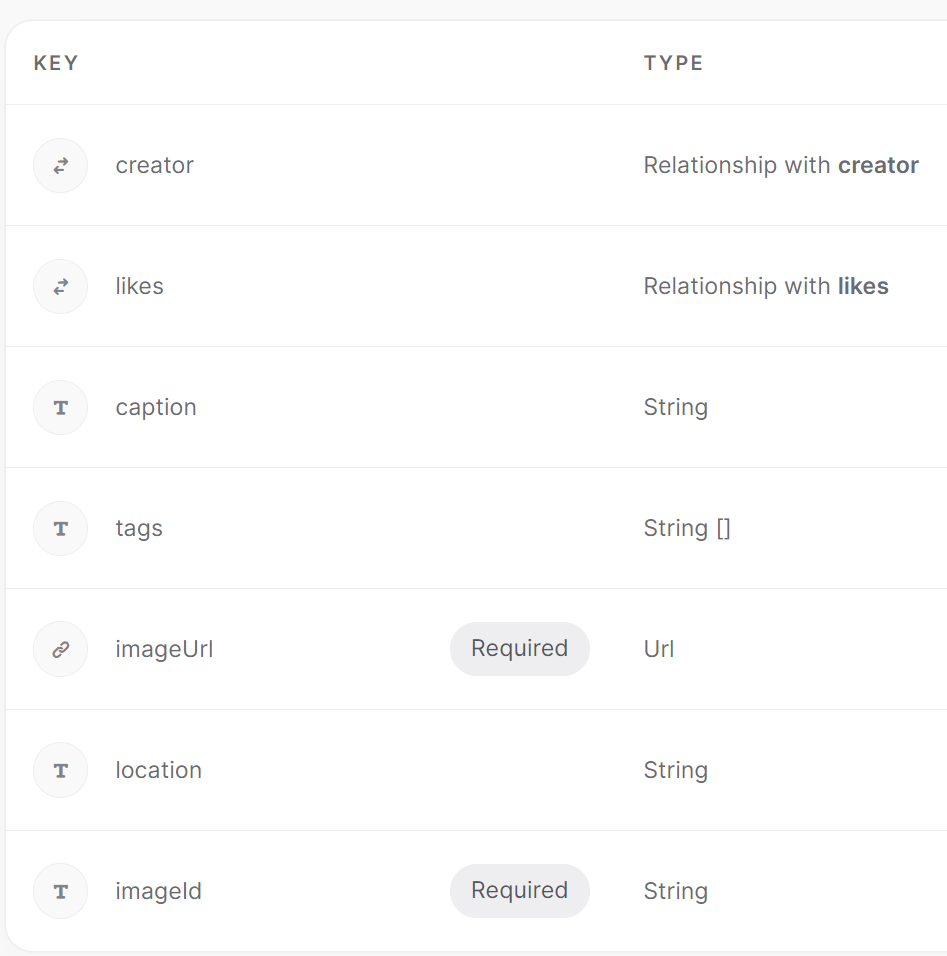 KEY TYPE
creator Relationship with creator
likes Relationship with likes
caption String
tags String []
imageUrl Required Url
location String
imageId Required String